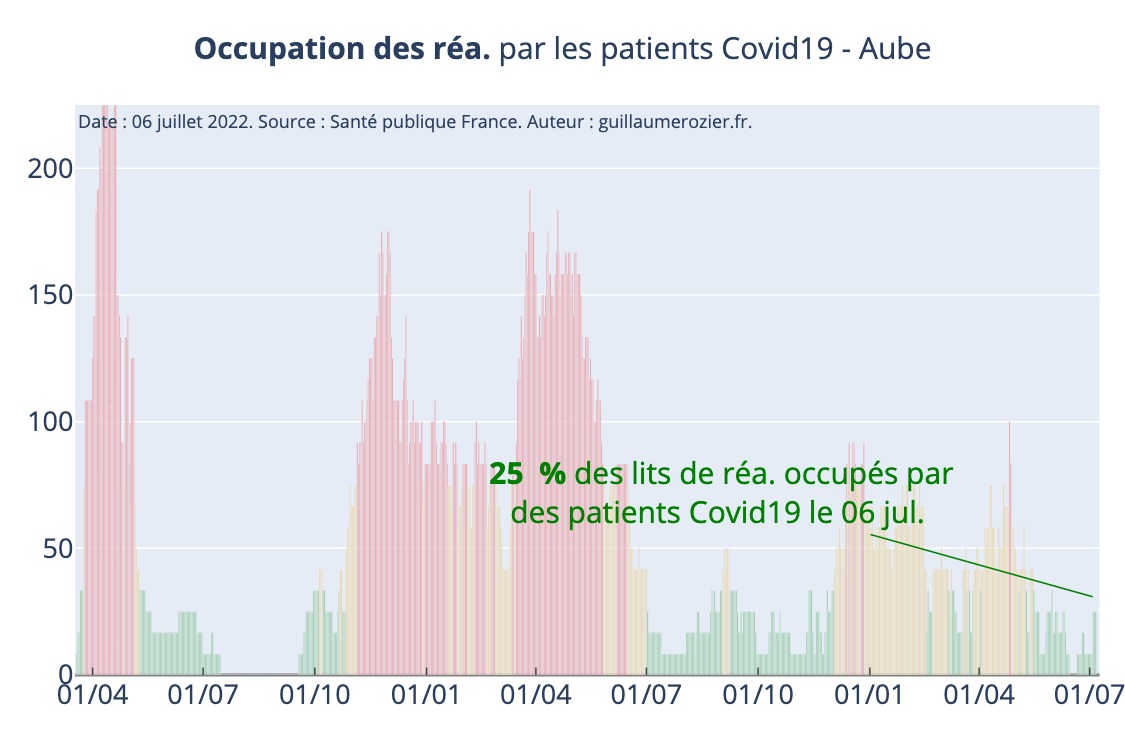 Occupation des réa. par les patients Covid19 - Aube
Date : 06 juillet 2022. Source : Santé publique France. Auteur : guillaumerozier.fr.
200
150
100
50
0
25 % des lits de réa. occupés par
des patients Covid19 le 06 jul.
01/04 01/07 01/10 01/01 01/04 01/07 01/10 01/01 01/04 01/07